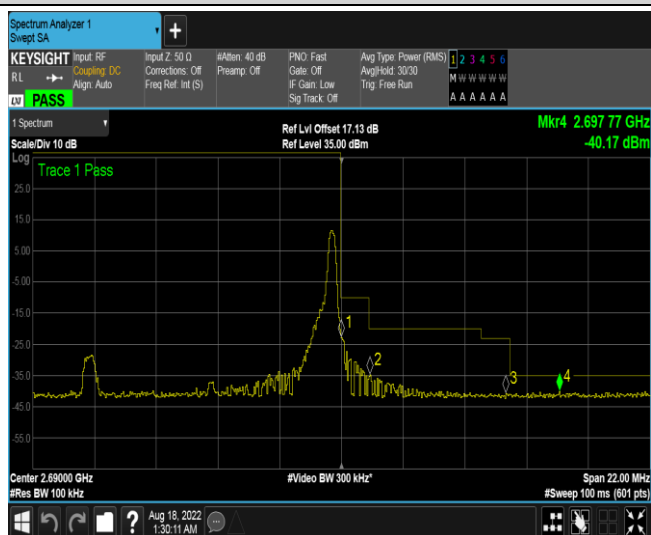 Spectrum Analyzer 1
Swept SA
KEYSIGHT
RL
LXI PASS
Input: RF
Coupling: DC
Align: Auto
Input Z: 50 Ω
Corrections: Off
Freq Ref: Int (S)
#Atten: 40 dB
Preamp: Off
PNO: Fast
Gate: Off
IF Gain: Low
Sig Track: Off
Avg Type: Power (RMS)
Avg|Hold: 30/30
Trig: Free Run
1 2 3 4 5 6
M W W W W W
A A A A A A
1 Spectrum
Scale/Div 10 dB
Ref Lvl Offset 17.13 dB
Ref Level 35.00 dBm
Mkr4 2.697 77 GHz
-40.17 dBm
Log
Trace 1 Pass
25.0
15.0
5.00
-5.00
-15.0
-25.0
-35.0
-45.0
-55.0
1
2
3
4
Center 2.69000 GHz
#Res BW 100 kHz
#Video BW 300 kHz*
Span 22.00 MHz
#Sweep 100 ms (601 pts)
?
Aug 18, 2022
1:30:11 AM